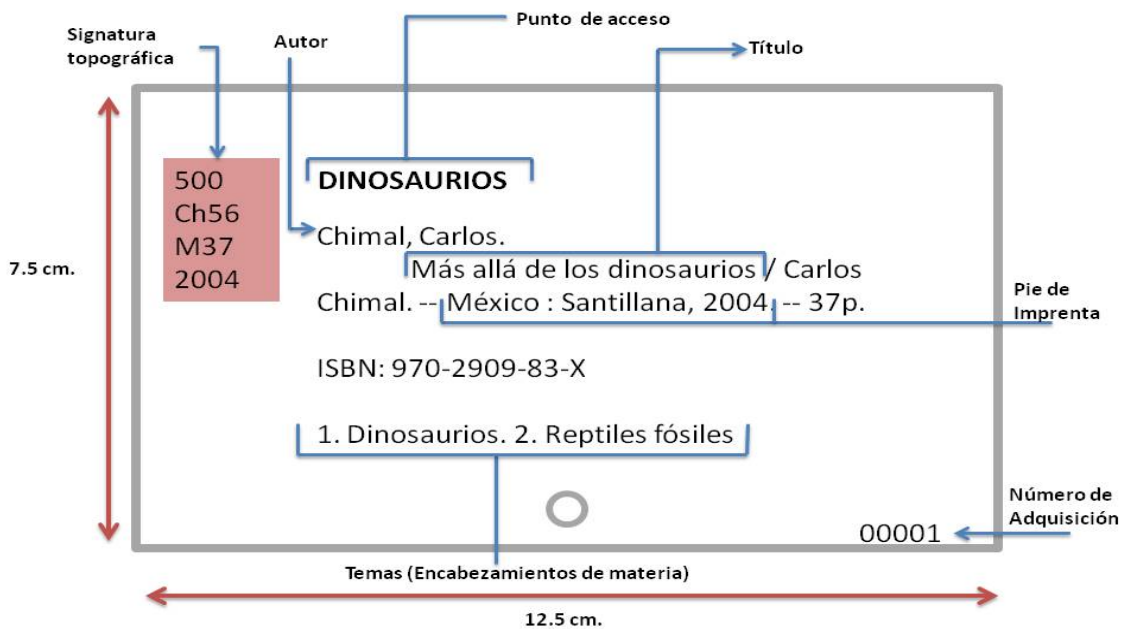 Punto de acceso
Signatura
topográfica
Autor
Título
500
Ch56
M37
2004
DINOSAURIOS
Chimal, Carlos.
Más allá de los dinosaurios / Carlos
Chimal. -- México : Santillana, 2004. -- 37p.
ISBN: 970-2909-83-X
1. Dinosaurios. 2. Reptiles fósiles
00001
7.5 cm.
Pie de
Imprenta
Número de
Adquisición
Temas (Encabezamientos de materia)
12.5 cm.